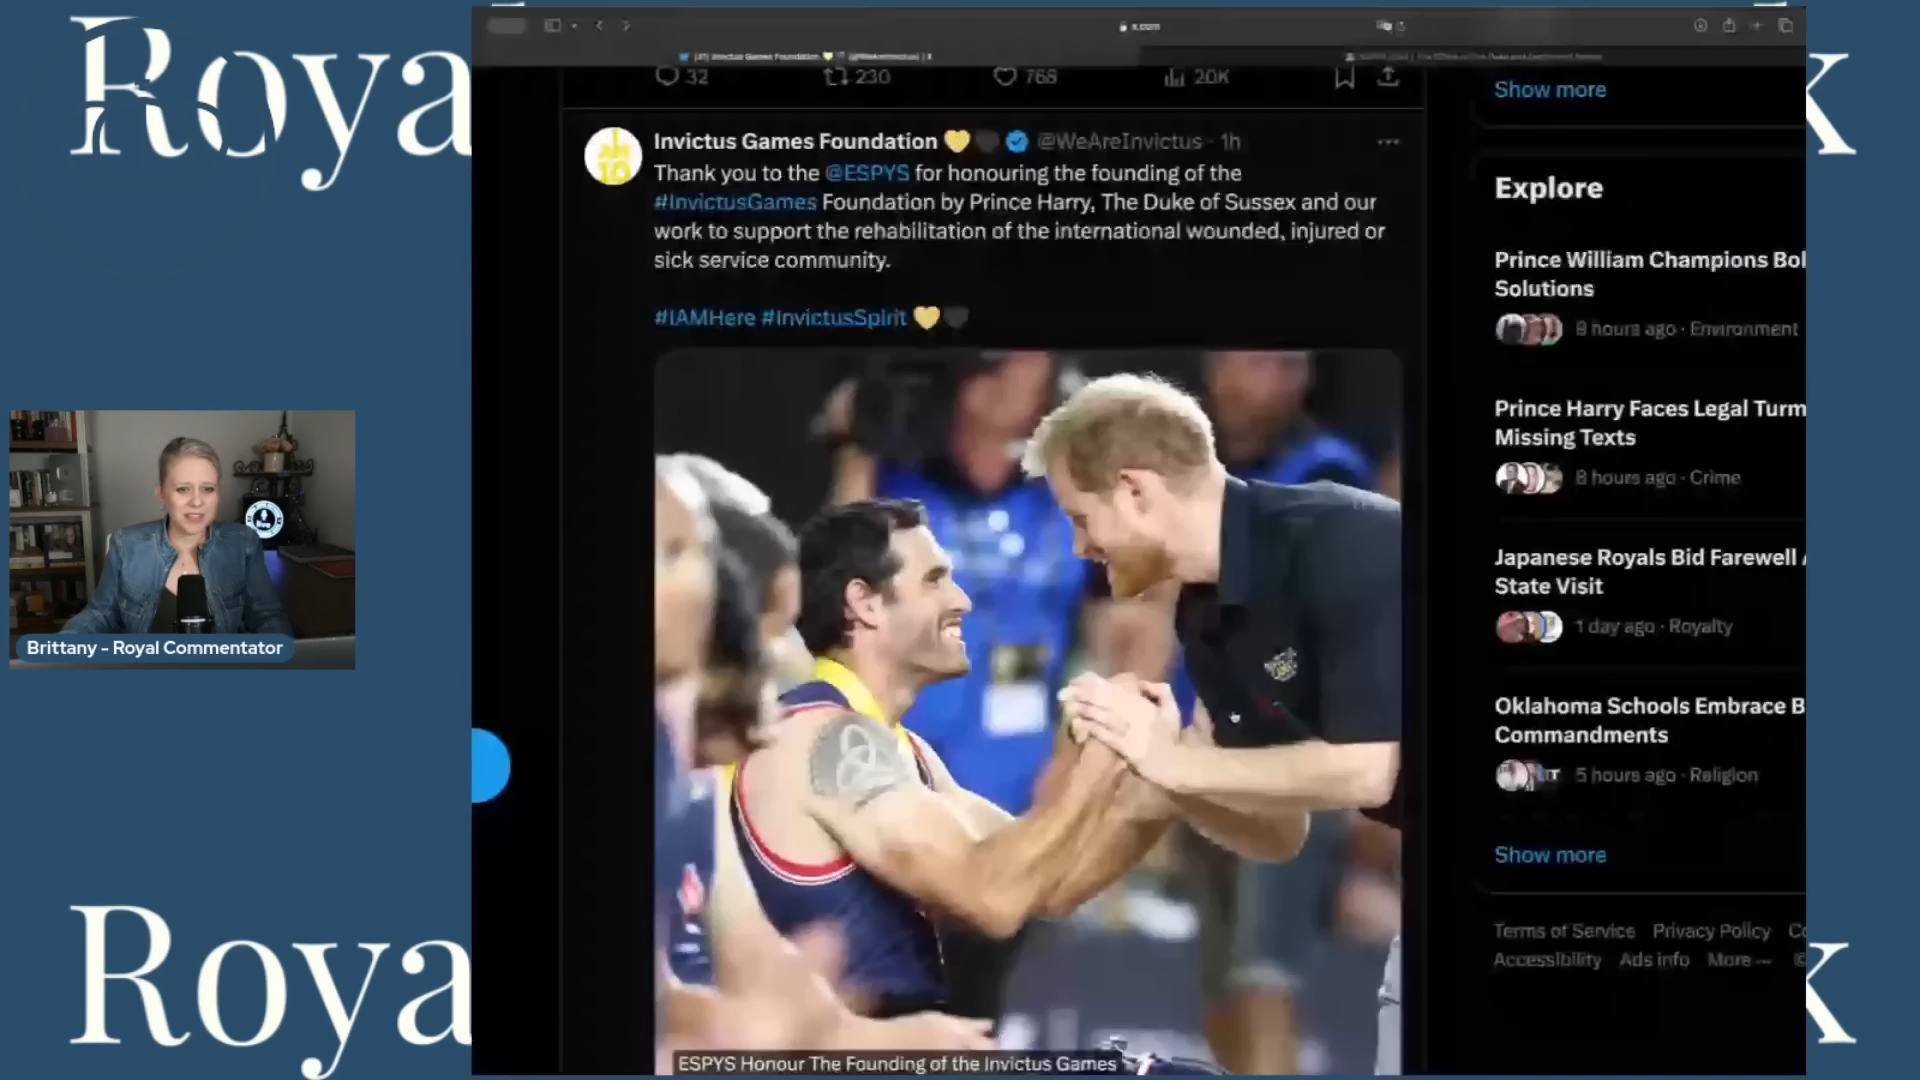 Roya
k
x.com
32
230
768
20K
Show more
Invictus Games Foundation 💛🖤 @WeAreInvictus · 1h
I AM 10
Thank you to the @ESPYS for honouring the founding of the
#InvictusGames Foundation by Prince Harry, The Duke of Sussex and our
work to support the rehabilitation of the international wounded, injured or
sick service community.
#IAMHere #InvictusSpirit 💛🖤
ESPYS Honour The Founding of the Invictus Games
Explore
Prince William Champions Bol
Solutions
8 hours ago · Environment
Prince Harry Faces Legal Turm
Missing Texts
8 hours ago · Crime
Japanese Royals Bid Farewell A
State Visit
1 day ago · Royalty
Oklahoma Schools Embrace B
Commandments
5 hours ago · Religion
Show more
Terms of Service Privacy Policy Co
Accessibility Ads info More ··· ©
live
Brittany - Royal Commentator
Roya
k